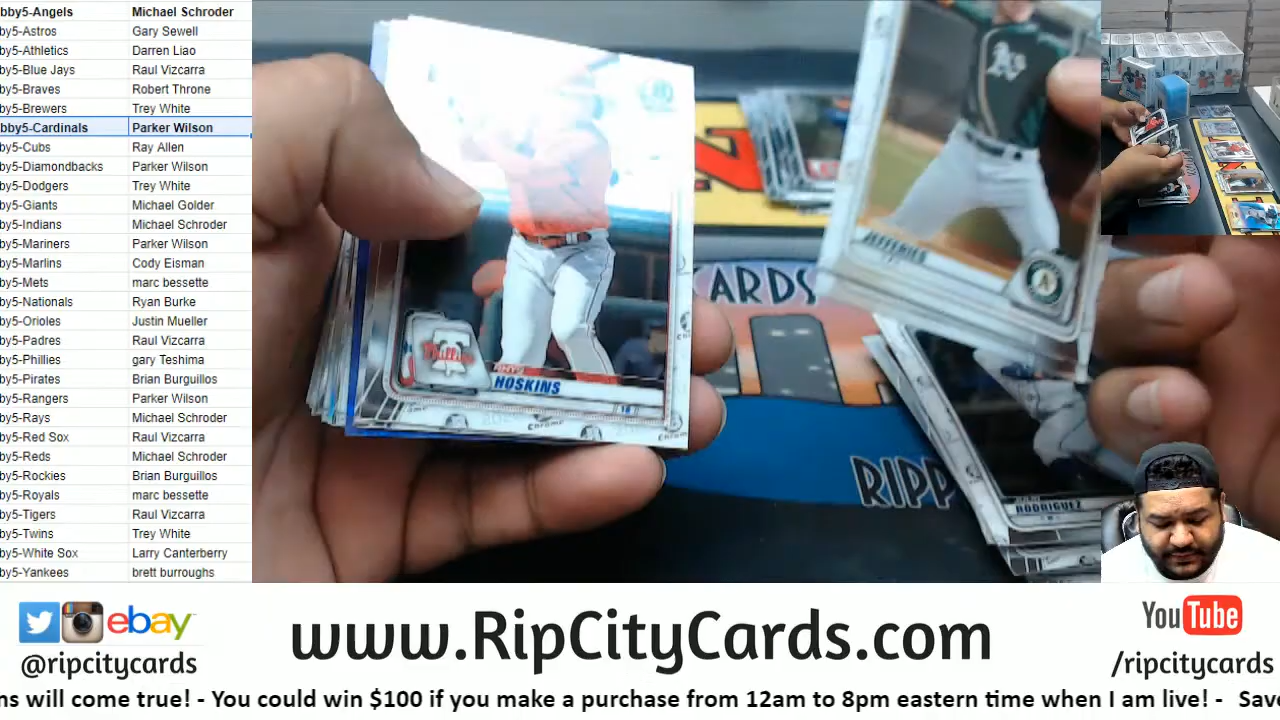 by5-Angels Michael Schroder
by5-Astros Gary Sewell
by5-Athletics Darren Liao
by5-Blue Jays Raul Vizcarra
by5-Braves Robert Throne
by5-Brewers Trey White
bby5-Cardinals Parker Wilson
by5-Cubs Ray Allen
by5-Diamondbacks Parker Wilson
by5-Dodgers Trey White
by5-Giants Michael Golder
by5-Indians Michael Schroder
by5-Mariners Parker Wilson
by5-Marlins Cody Eisman
by5-Mets marc bessette
by5-Nationals Ryan Burke
by5-Orioles Justin Mueller
by5-Padres Raul Vizcarra
by5-Phillies gary Teshima
by5-Pirates Brian Burguillos
by5-Rangers Parker Wilson
by5-Rays Michael Schroder
by5-Red Sox Raul Vizcarra
by5-Reds Michael Schroder
by5-Rockies Brian Burguillos
by5-Royals marc bessette
by5-Tigers Raul Vizcarra
by5-Twins Trey White
by5-White Sox Larry Canterberry
by5-Yankees brett burroughs
A's
JEFFERIES
Phillies
RHYS
HOSKINS
CARDS
RIPP
RODRIGUEZ
ebay
@ripcitycards
www.RipCityCards.com
YouTube
/ripcitycards
ns will come true! - You could win $100 if you make a purchase from 12am to 8pm eastern time when I am live! - Save